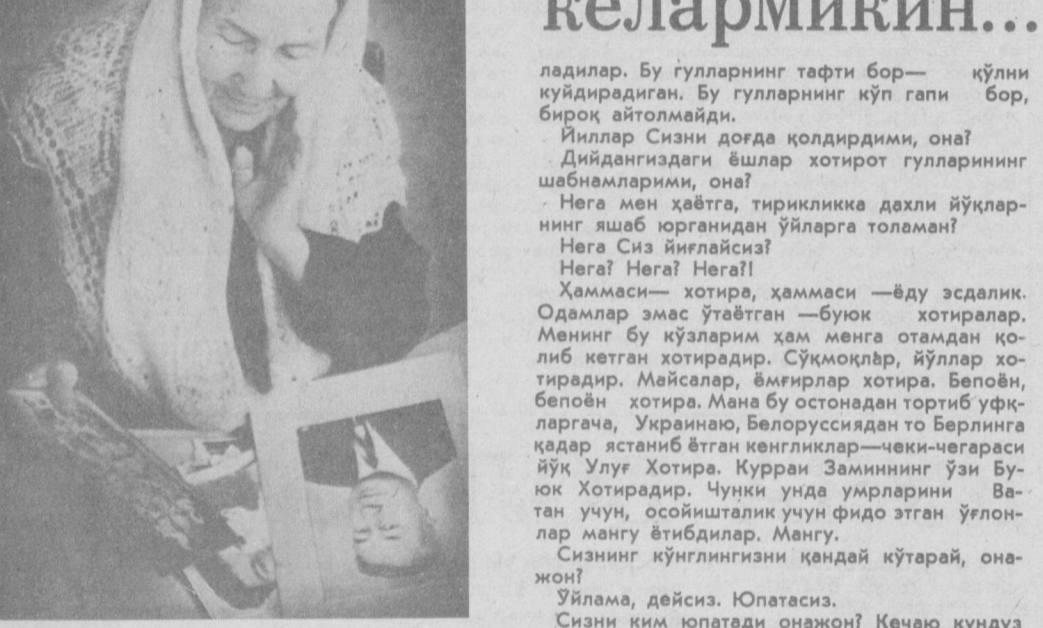 келармикин...
ладилар. Бу гулларнинг тафти бор— қўлни
куйдирадиган. Бу гулларнинг кўп гапи бор,
бироқ айтолмайди.
Йиллар Сизни доғда қолдирдими, она?
Дийдангиздаги ёшлар хотирот гулларининг
шабнамларими, она?
Нега мен ҳаётга, тирикликка дахли йўқлар-
нинг яшаб юрганидан ўйларга толаман?
Нега Сиз йиғлайсиз?
Нега? Нега? Нега?!
Ҳаммаси— хотира, ҳаммаси —ёду эсдалик.
Одамлар эмас ўтаётган —буюк хотиралар.
Менинг бу кўзларим ҳам менга отамдан қо-
либ кетган хотирадир. Сўқмоқлар, йўллар хо-
тирадир. Майсалар, ёмғирлар хотира. Бепоён,
бепоён хотира. Мана бу остонадан тортиб уфқ-
ларгача, Украинаю, Белоруссиядан то Берлинга
қадар ястаниб ётган кенгликлар—чеки-чегараси
йўқ Улуғ Хотира. Курраи Заминнинг ўзи Бу-
юк Хотирадир. Чунки унда умрларини Ва-
тан учун, осойишталик учун фидо этган ўғлон-
лар мангу ётибдилар. Мангу.
Сизнинг кўнглингизни қандай кўтарай, она-
жон?
Ўйлама, дейсиз. Юпатасиз.
Сизни ким юпатади онажон? Кечаю кундуз